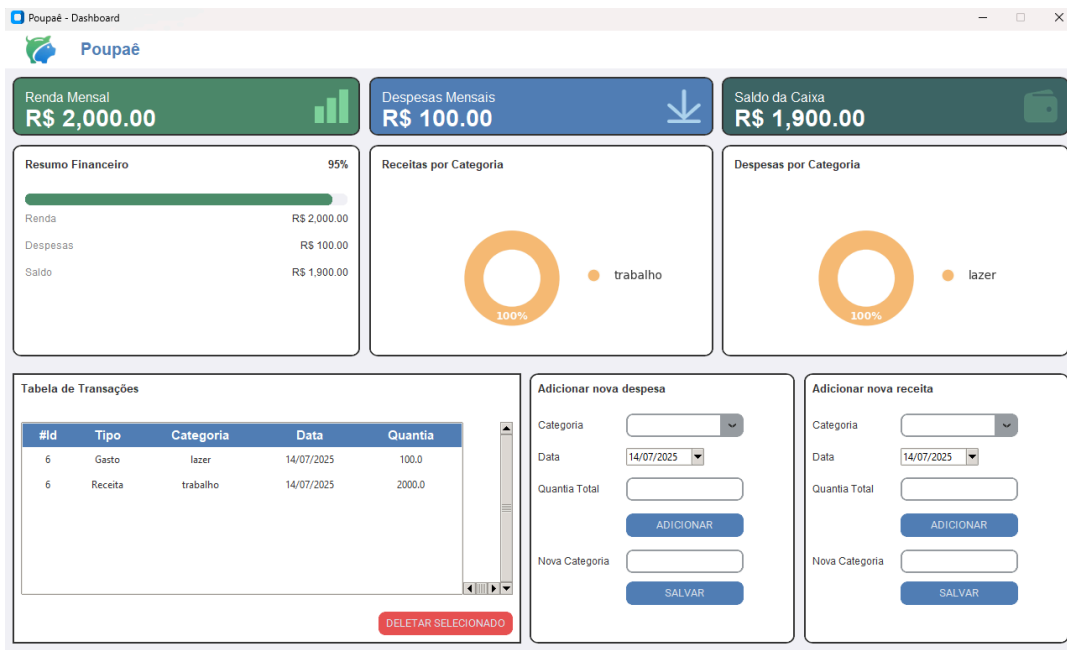 Poupaê - Dashboard
Poupaê
Renda Mensal
R$ 2,000.00
Despesas Mensais
R$ 100.00
Saldo da Caixa
R$ 1,900.00
Resumo Financeiro 95%
Renda R$ 2,000.00
Despesas R$ 100.00
Saldo R$ 1,900.00
Receitas por Categoria
100%
trabalho
Despesas por Categoria
100%
lazer
Tabela de Transações
#Id Tipo Categoria Data Quantia
6 Gasto lazer 14/07/2025 100.0
6 Receita trabalho 14/07/2025 2000.0
DELETAR SELECIONADO
Adicionar nova despesa
Categoria
Data 14/07/2025
Quantia Total
ADICIONAR
Nova Categoria
SALVAR
Adicionar nova receita
Categoria
Data 14/07/2025
Quantia Total
ADICIONAR
Nova Categoria
SALVAR